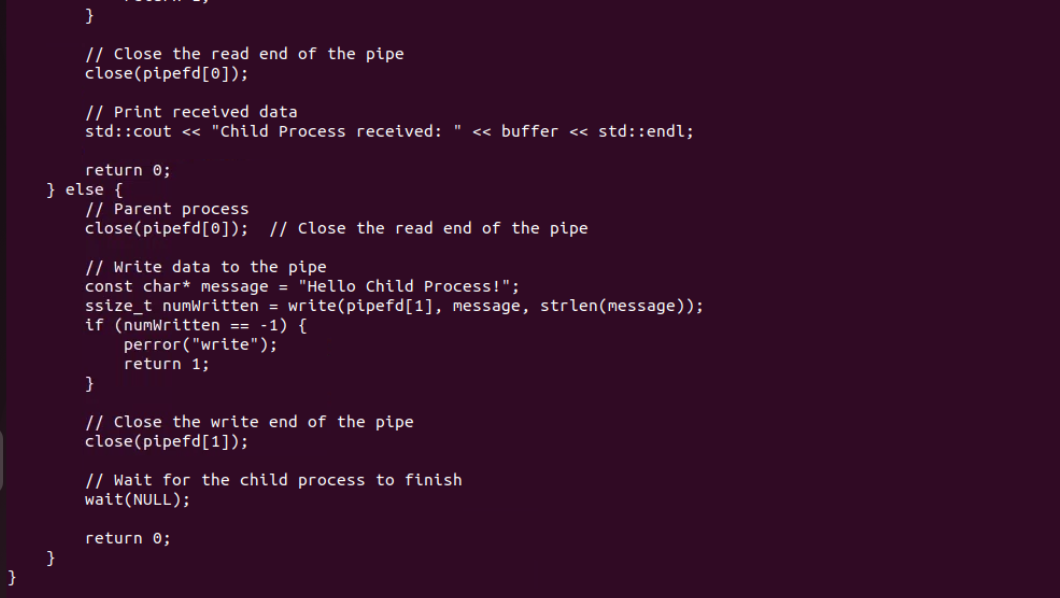 }
// Close the read end of the pipe
close(pipefd[0]);
// Print received data
std::cout << "Child Process received: " << buffer << std::endl;
return 0;
} else {
// Parent process
close(pipefd[0]);  // Close the read end of the pipe
// Write data to the pipe
const char* message = "Hello Child Process!";
ssize_t numWritten = write(pipefd[1], message, strlen(message));
if (numWritten == -1) {
perror("write");
return 1;
}
// Close the write end of the pipe
close(pipefd[1]);
// Wait for the child process to finish
wait(NULL);
return 0;
}
}